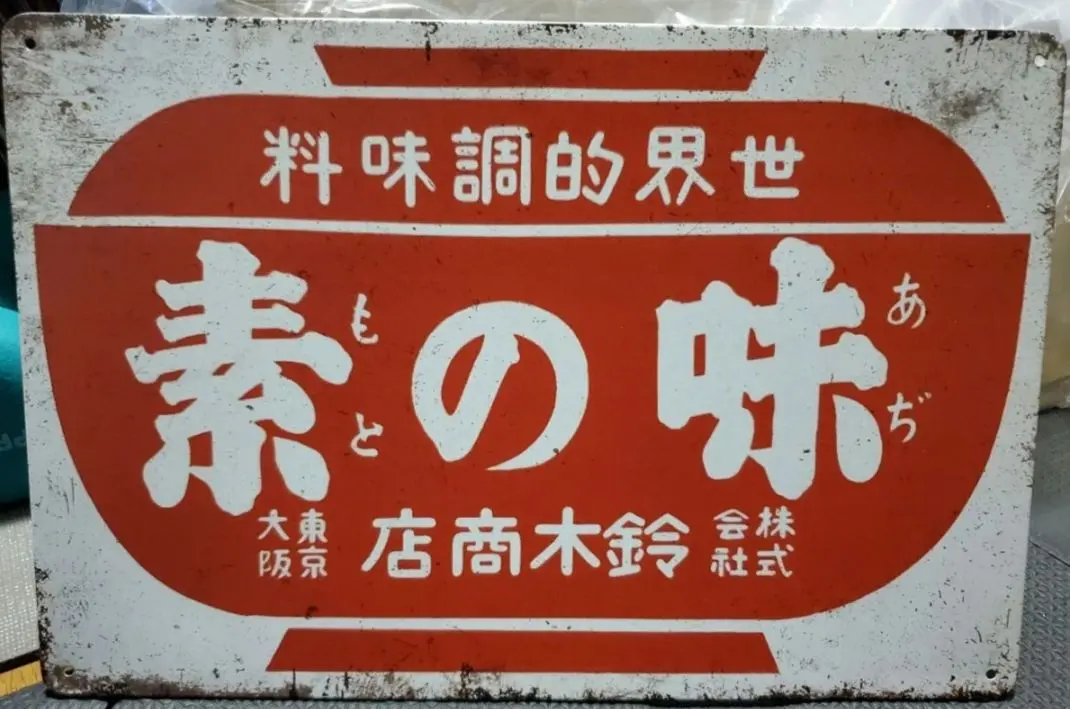 世界的調味料
味の素
あぢ もと
株式会社 鈴木商店 東京 大阪